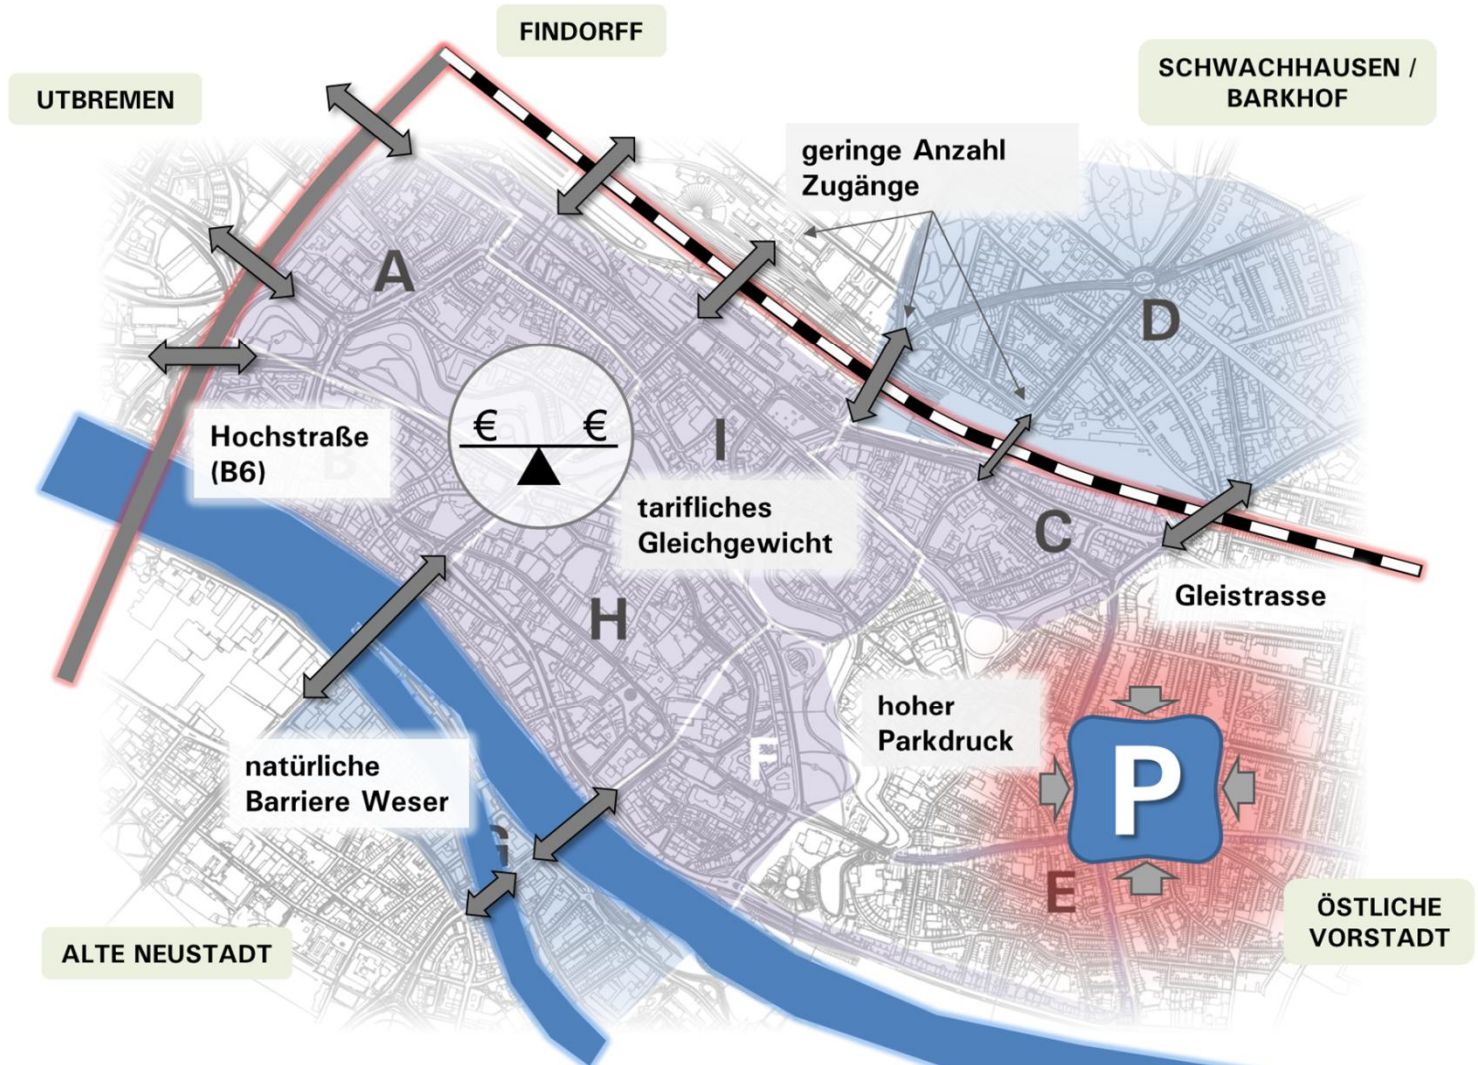 FINDORFF
SCHWACHHAUSEN /
BARKHOF
UTBREMEN
geringe Anzahl
Zugänge
A
D
€ €
I
Hochstraße
(B6)
B
tarifliches
Gleichgewicht
C
Gleistrasse
H
hoher
Parkdruck
F
P
natürliche
Barriere Weser
G
E
ÖSTLICHE
VORSTADT
ALTE NEUSTADT